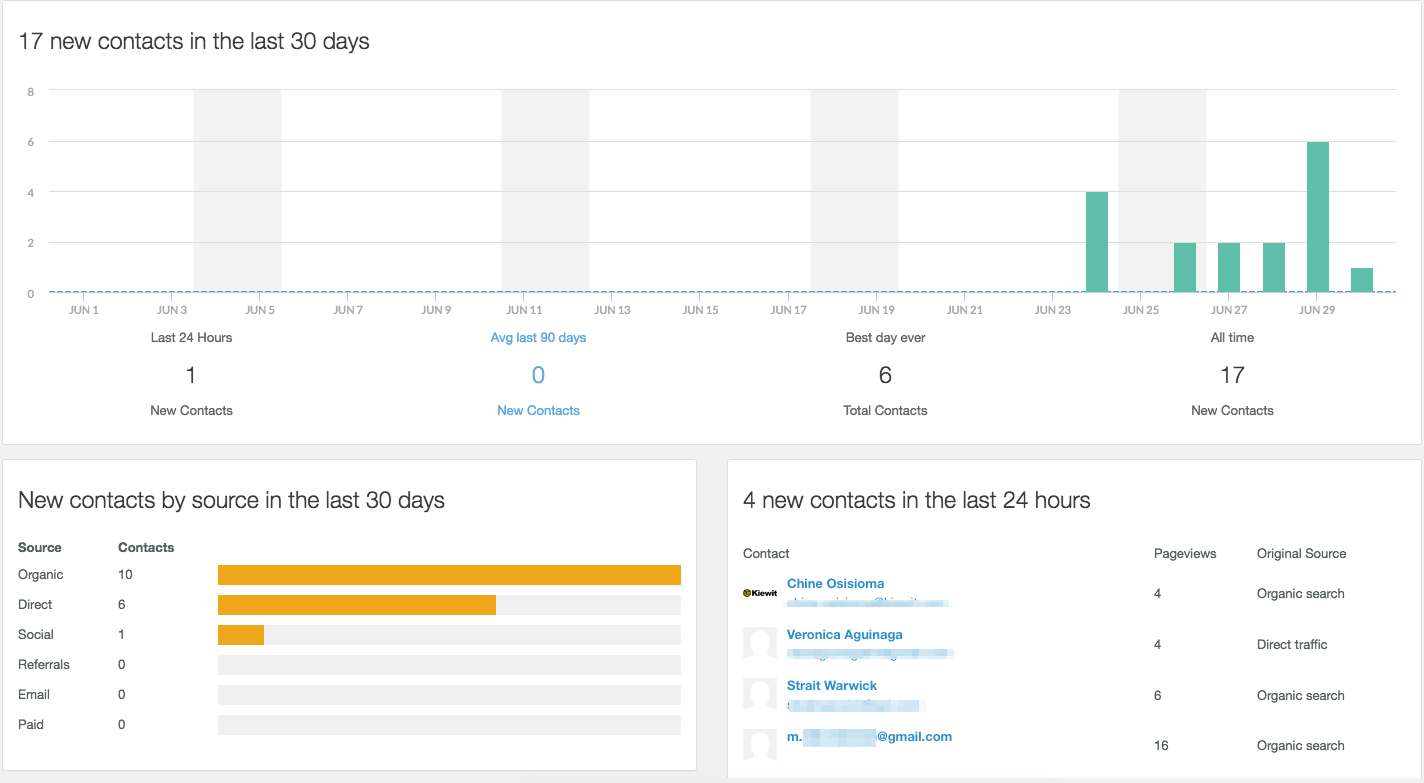 17 new contacts in the last 30 days
8
6
4
2
0
JUN 1 JUN 3 JUN 5 JUN 7 JUN 9 JUN 11 JUN 13 JUN 15 JUN 17 JUN 19 JUN 21 JUN 23 JUN 25 JUN 27 JUN 29
Last 24 Hours Avg last 90 days Best day ever All time
1 0 6 17
New Contacts New Contacts Total Contacts New Contacts
New contacts by source in the last 30 days
Source Contacts
Organic 10
Direct 6
Social 1
Referrals 0
Email 0
Paid 0
4 new contacts in the last 24 hours
Contact Pageviews Original Source
Kiewit Chine Osisioma 4 Organic search
Veronica Aguinaga 4 Direct traffic
Strait Warwick 6 Organic search
m. @gmail.com 16 Organic search